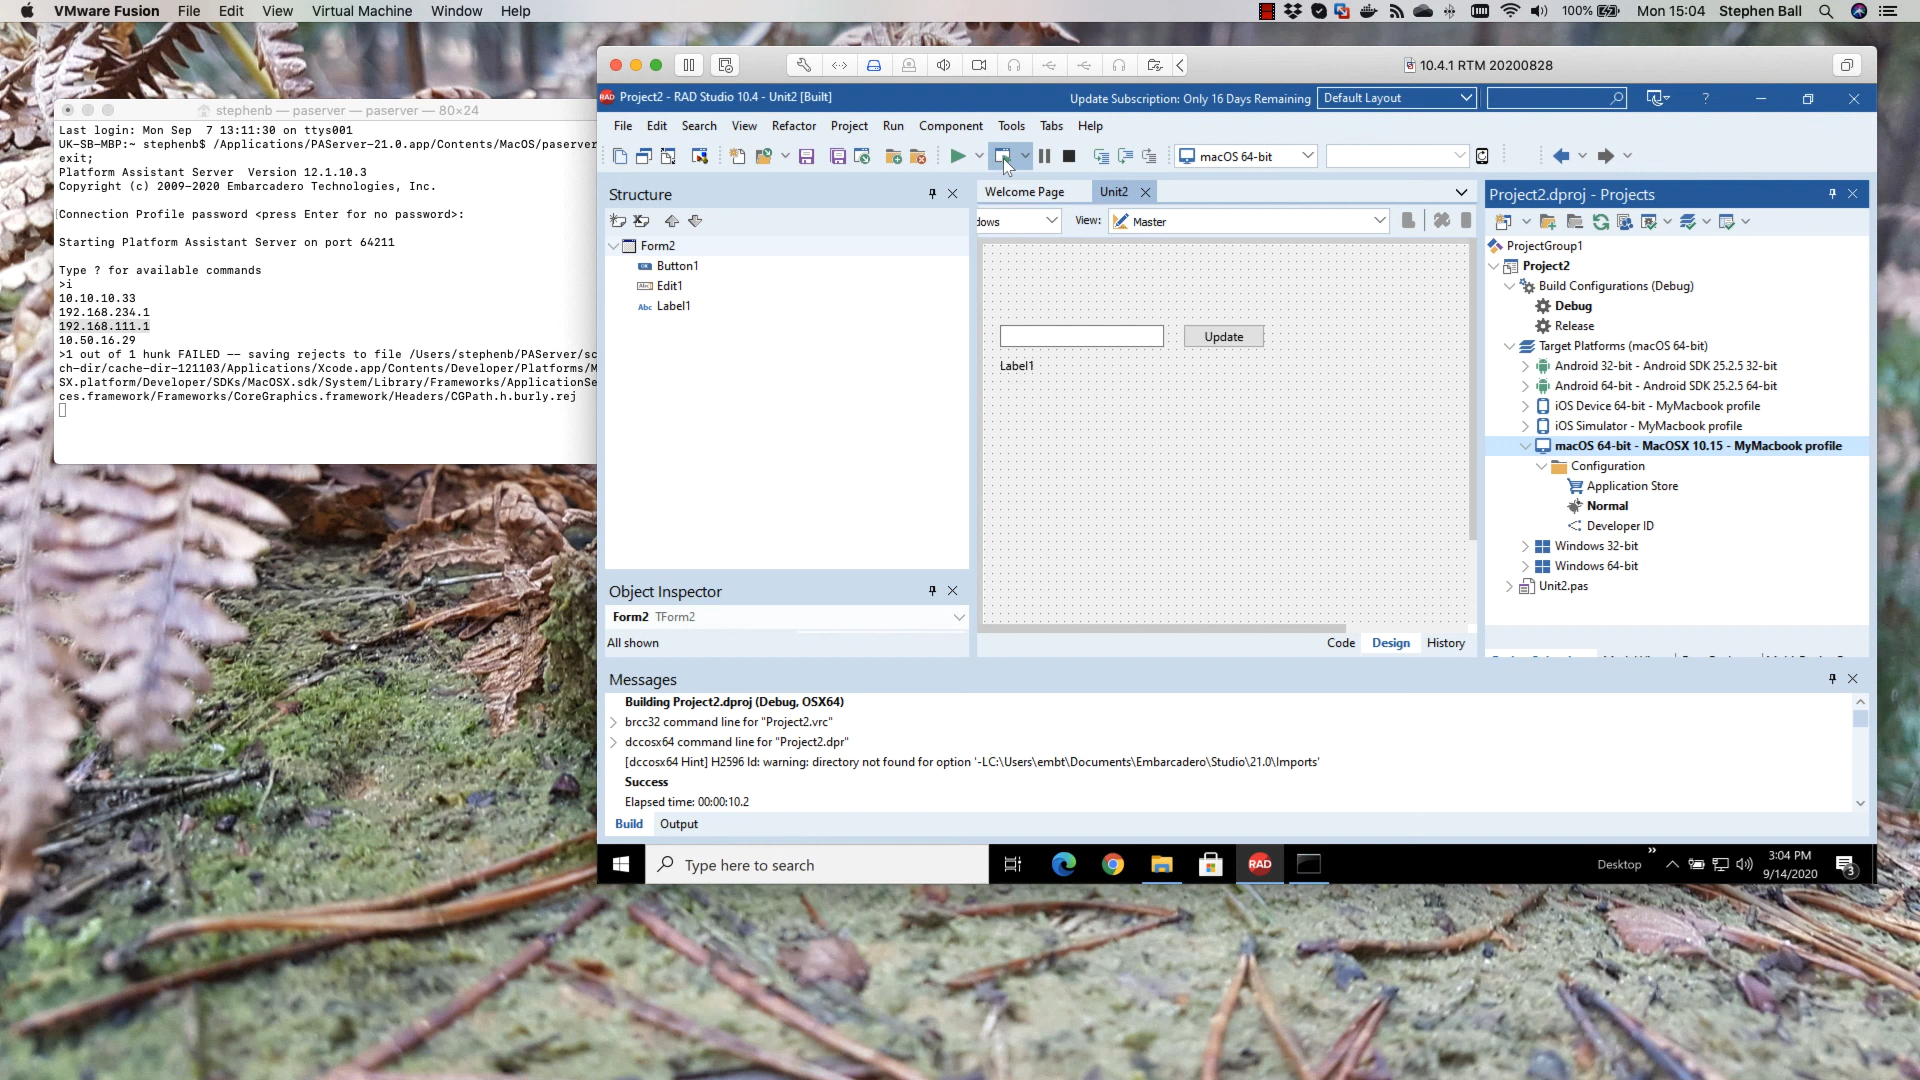 VMware Fusion File Edit View Virtual Machine Window Help
100% Mon 15:04 Stephen Ball
stephenb — paserver — paserver — 80×24
Last login: Mon Sep  7 13:11:30 on ttys001
UK-SB-MBP:~ stephenb$ /Applications/PAServer-21.0.app/Contents/MacOS/paserver
exit;
Platform Assistant Server  Version 12.1.10.3
Copyright (c) 2009-2020 Embarcadero Technologies, Inc.
Connection Profile password <press Enter for no password>:
Starting Platform Assistant Server on port 64211
Type ? for available commands
>i
10.10.10.33
192.168.234.1
192.168.111.1
10.50.16.29
>1 out of 1 hunk FAILED -- saving rejects to file /Users/stephenb/PAServer/sc
ch-dir/cache-dir-121103/Applications/Xcode.app/Contents/Developer/Platforms/M
SX.platform/Developer/SDKs/MacOSX.sdk/System/Library/Frameworks/ApplicationSe
ces.framework/Frameworks/CoreGraphics.framework/Headers/CGPath.h.burly.rej
10.4.1 RTM 20200828
RAD Project2 - RAD Studio 10.4 - Unit2 [Built]
Update Subscription: Only 16 Days Remaining
Default Layout
?
File Edit Search View Refactor Project Run Component Tools Tabs Help
macOS 64-bit
Structure
Form2
Button1
Edit1
Abc Label1
Object Inspector
Form2 TForm2
All shown
Welcome Page Unit2
dows View: Master
Update
Label1
Code Design History
Project2.dproj - Projects
ProjectGroup1
Project2
Build Configurations (Debug)
Debug
Release
Target Platforms (macOS 64-bit)
Android 32-bit - Android SDK 25.2.5 32-bit
Android 64-bit - Android SDK 25.2.5 64-bit
iOS Device 64-bit - MyMacbook profile
iOS Simulator - MyMacbook profile
macOS 64-bit - MacOSX 10.15 - MyMacbook profile
Configuration
Application Store
Normal
Developer ID
Windows 32-bit
Windows 64-bit
Unit2.pas
Messages
Building Project2.dproj (Debug, OSX64)
brcc32 command line for "Project2.vrc"
dccosx64 command line for "Project2.dpr"
[dccosx64 Hint] H2596 ld: warning: directory not found for option '-LC:\Users\embt\Documents\Embarcadero\Studio\21.0\Imports'
Success
Elapsed time: 00:00:10.2
Build Output
Type here to search
RAD
Desktop
3:04 PM
9/14/2020
3